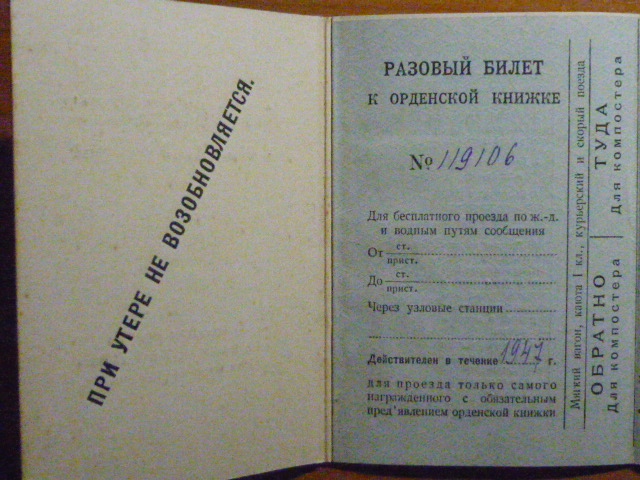 ПРИ УТЕРЕ НЕ ВОЗОБНОВЛЯЕТСЯ.
РАЗОВЫЙ БИЛЕТ
К ОРДЕНСКОЙ КНИЖКЕ
№ 119106
Для бесплатного проезда по ж.-д.
и водным путям сообщения
От ст.
прист.
До ст.
прист.
Через узловые станции
Действителен в течение 1947 г.
для проезда только самого
награжденного с обязательным
пред'явлением орденской книжки
Мягкий вагон, каюта I кл., курьерский и скорый поезда
ОБРАТНО
Для компостера
ТУДА
Для компостера